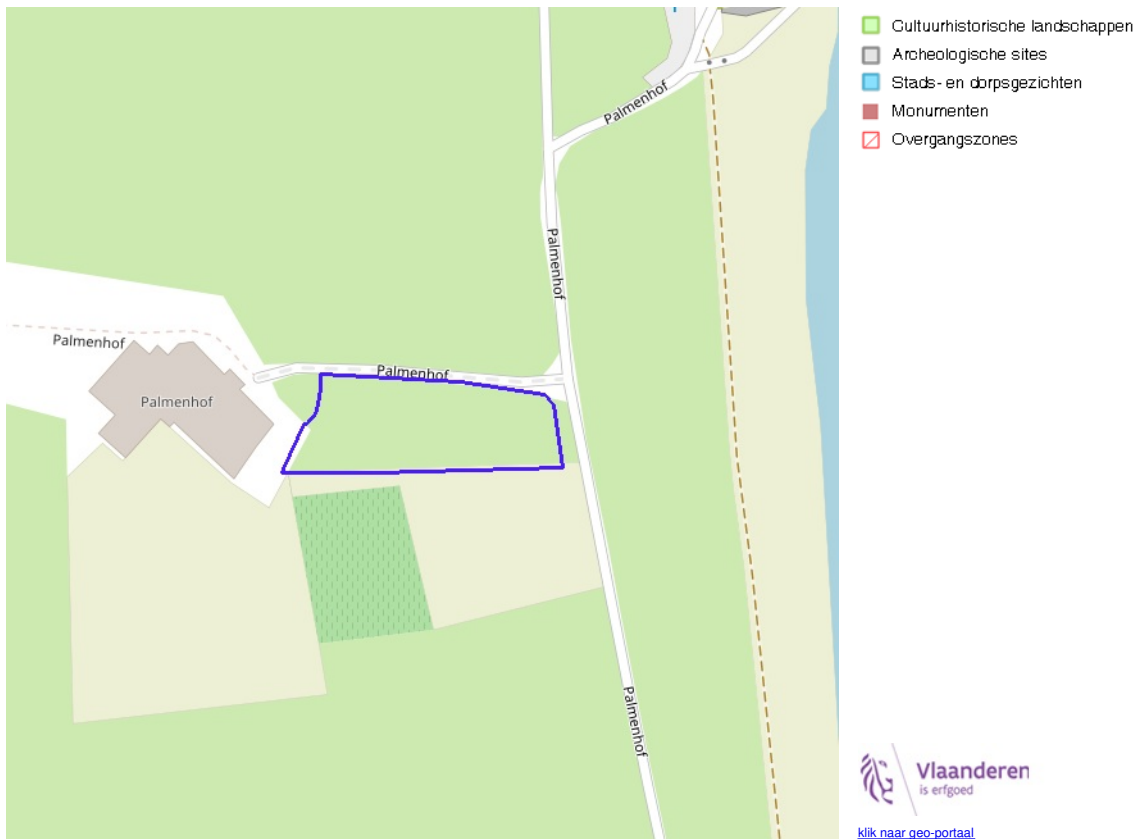 Palmenhof
Palmenhof
Palmenhof
Palmenhof
Palmenhof
Palmenhof
Cultuurhistorische landschappen
Archeologische sites
Stads- en dorpsgezichten
Monumenten
Overgangszones
Vlaanderen
is erfgoed
klik naar geo-portaal